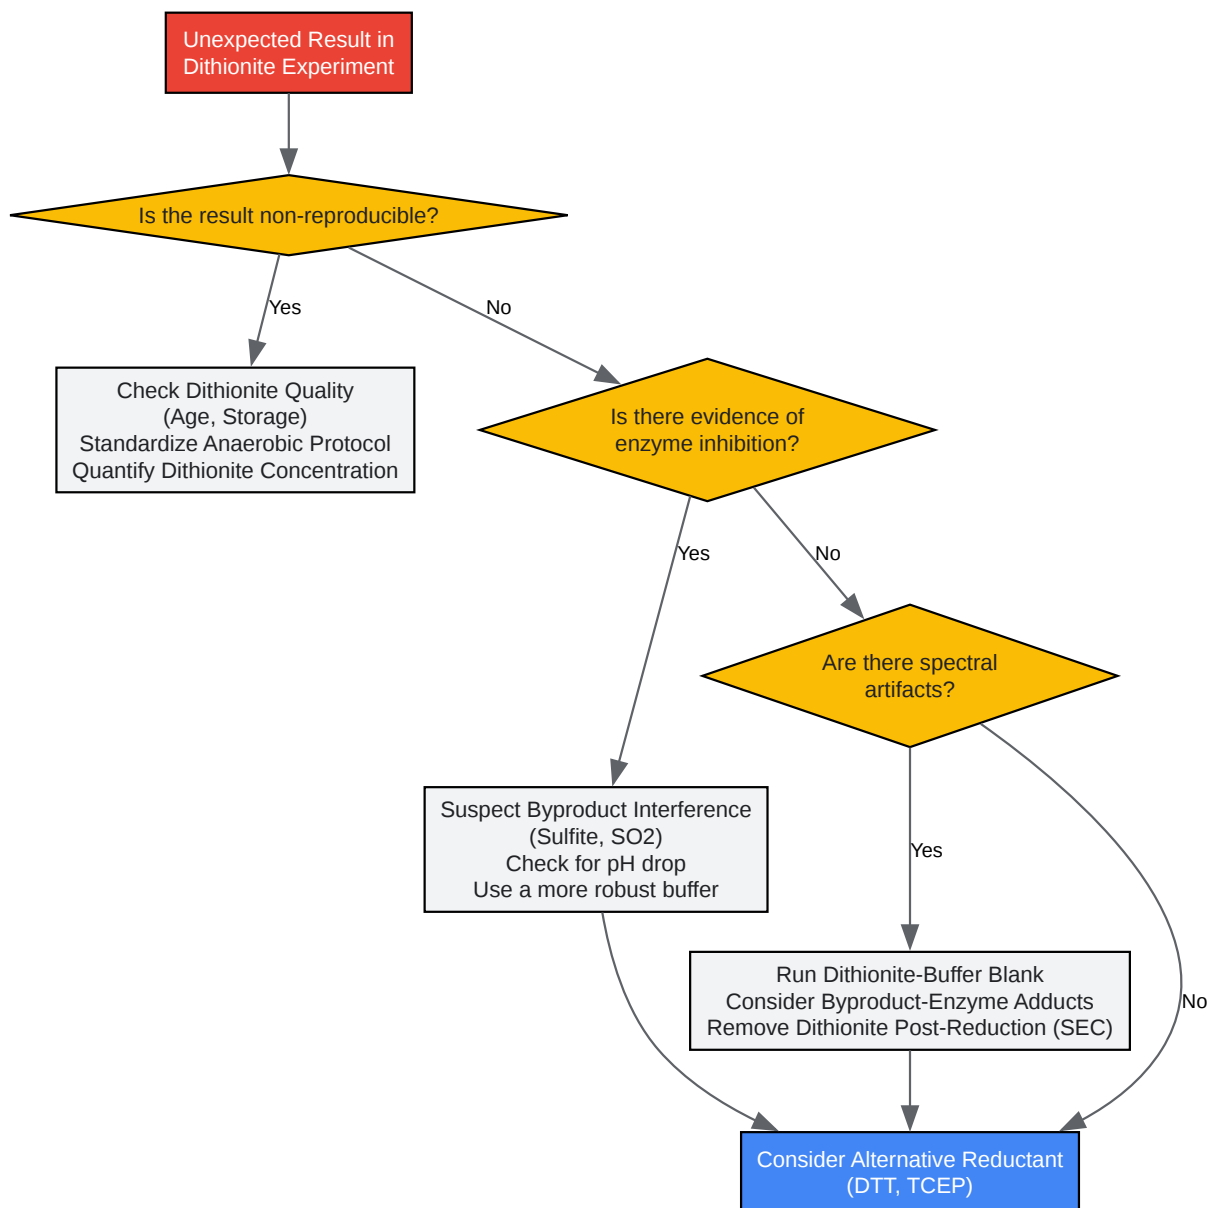 Unexpected Result in
Dithionite Experiment
Is the result non-reproducible?
Yes
No
Check Dithionite Quality
(Age, Storage)
Standardize Anaerobic Protocol
Quantify Dithionite Concentration
Is there evidence of
enzyme inhibition?
Yes
No
Are there spectral
artifacts?
Suspect Byproduct Interference
(Sulfite, SO2)
Check for pH drop
Use a more robust buffer
Yes
No
Run Dithionite-Buffer Blank
Consider Byproduct-Enzyme Adducts
Remove Dithionite Post-Reduction (SEC)
Consider Alternative Reductant
(DTT, TCEP)